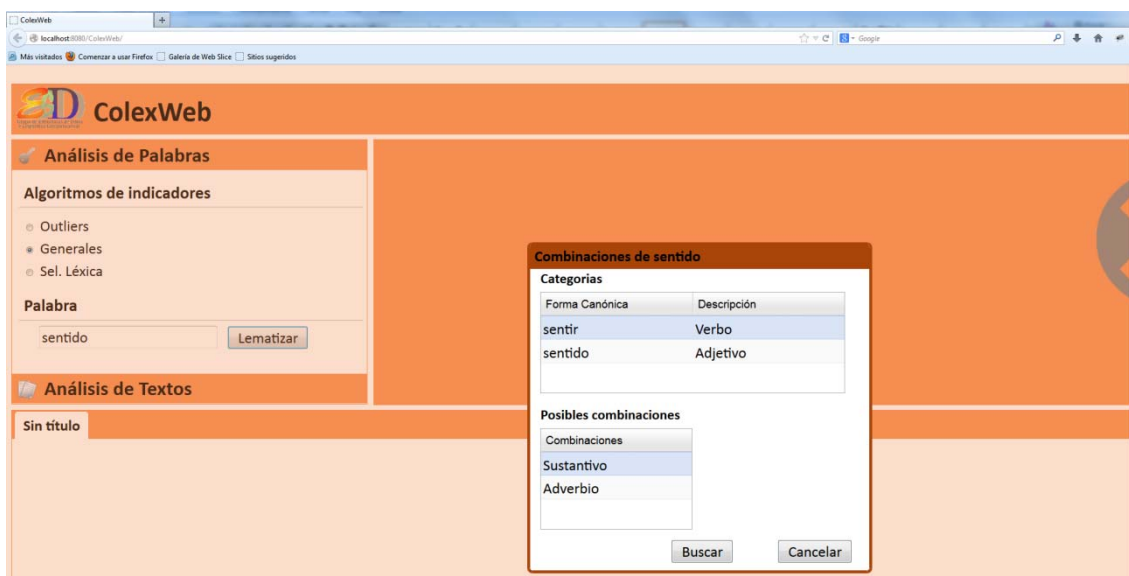 ColexWeb
localhost:8080/ColexWeb/
Google
Más visitados Comenzar a usar Firefox Galería de Web Slice Sitios sugeridos
ColexWeb
Análisis de Palabras
Algoritmos de indicadores
Outliers
Generales
Sel. Léxica
Palabra
sentido Lematizar
Análisis de Textos
Sin título
Combinaciones de sentido
Categorias
Forma Canónica Descripción
sentir Verbo
sentido Adjetivo
Posibles combinaciones
Combinaciones
Sustantivo
Adverbio
Buscar Cancelar